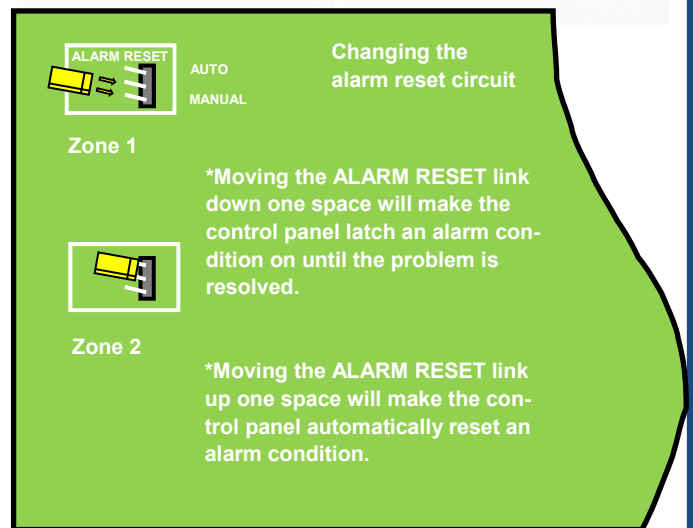 ALARM RESET
AUTO
MANUAL
Changing the
alarm reset circuit
Zone 1
*Moving the ALARM RESET link
down one space will make the
control panel latch an alarm con-
dition on until the problem is
resolved.
Zone 2
*Moving the ALARM RESET link
up one space will make the con-
trol panel automatically reset an
alarm condition.